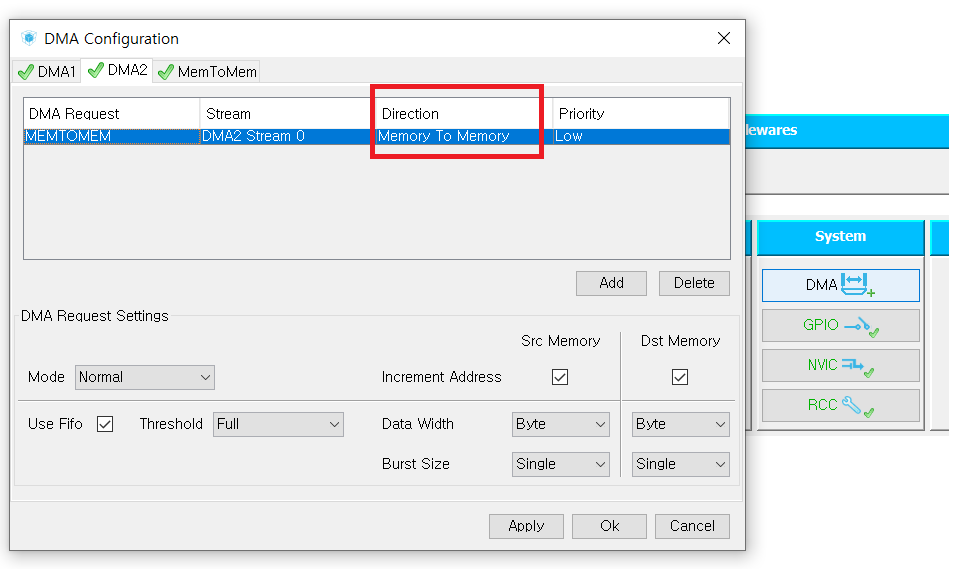 DMA Configuration
DMA1 DMA2 MemToMem
DMA Request Stream Direction Priority
MEMTOMEM DMA2 Stream 0 Memory To Memory Low
Add Delete
DMA Request Settings
Src Memory Dst Memory
Mode Normal Increment Address
Use Fifo Threshold Full Data Width Byte Byte
Burst Size Single Single
Apply Ok Cancel
lewares
System
DMA
GPIO
NVIC
RCC